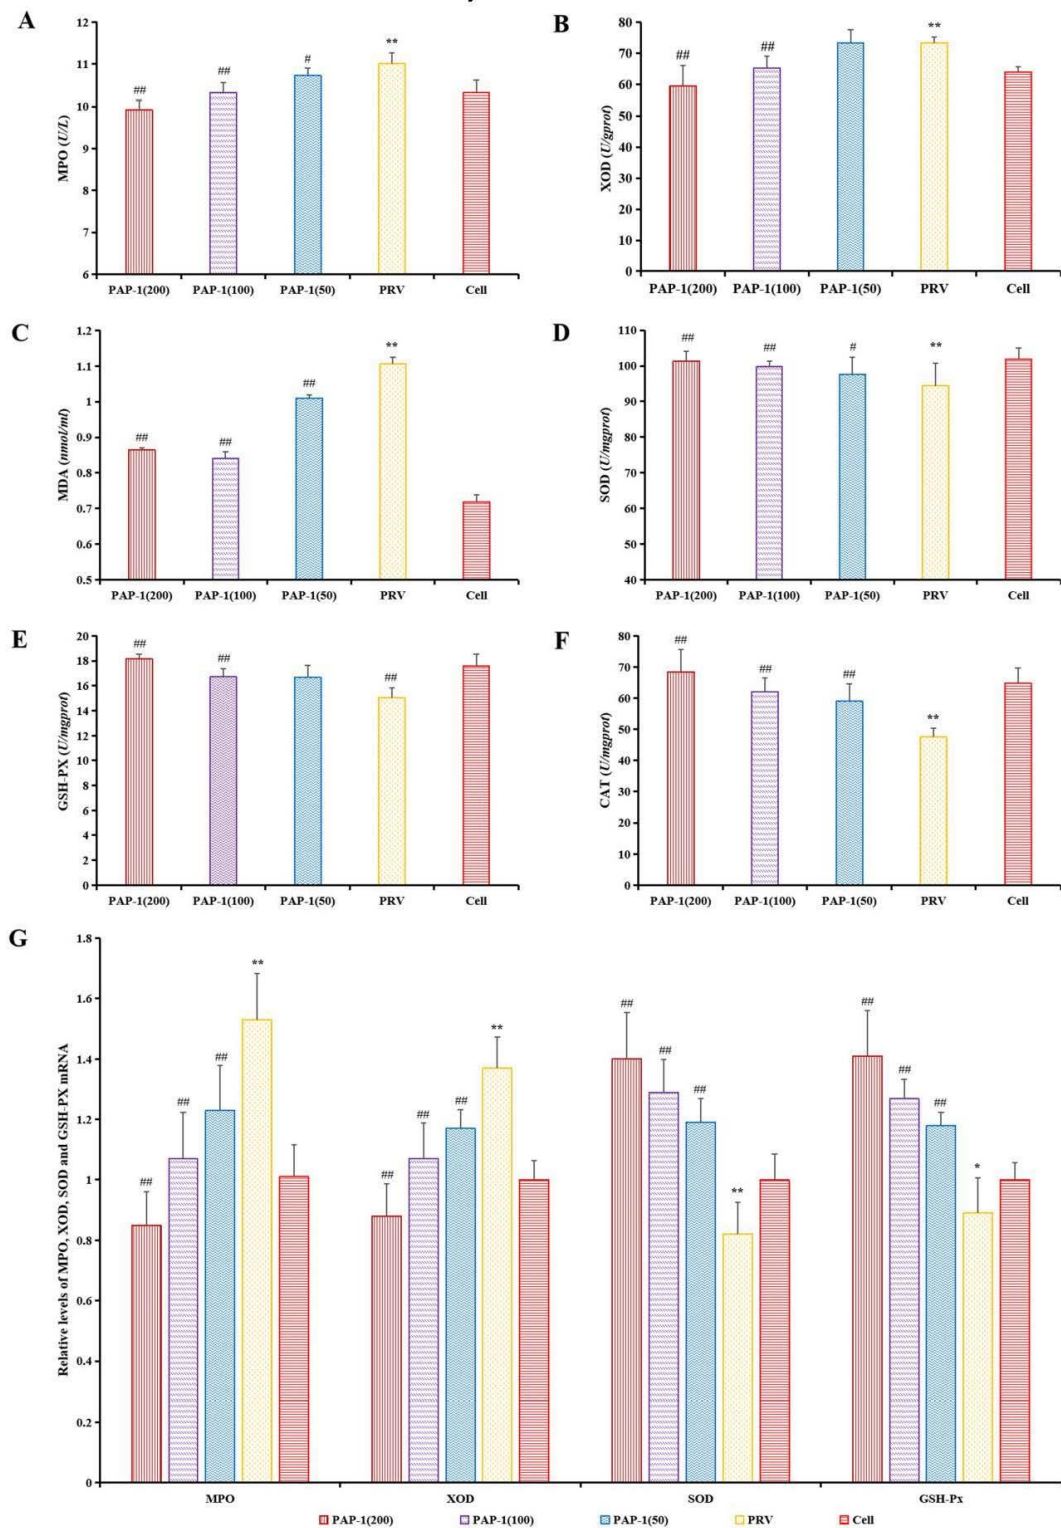 A
12
11
10
9
8
7
6
MPO (U/L)
##
##
#
**
PAP-1(200)
PAP-1(100)
PAP-1(50)
PRV
Cell
B
80
70
60
50
40
30
20
10
0
XOD (U/gprot)
##
##
**
PAP-1(200)
PAP-1(100)
PAP-1(50)
PRV
Cell
C
1.2
1.1
1
0.9
0.8
0.7
0.6
0.5
MDA (nmol/ml)
##
##
##
**
PAP-1(200)
PAP-1(100)
PAP-1(50)
PRV
Cell
D
110
100
90
80
70
60
50
40
SOD (U/mgprot)
##
##
#
**
PAP-1(200)
PAP-1(100)
PAP-1(50)
PRV
Cell
E
20
18
16
14
12
10
8
6
4
2
0
GSH-PX (U/mgprot)
##
##
##
PAP-1(200)
PAP-1(100)
PAP-1(50)
PRV
Cell
F
80
70
60
50
40
30
20
10
0
CAT (U/mgprot)
##
##
##
**
PAP-1(200)
PAP-1(100)
PAP-1(50)
PRV
Cell
G
1.8
1.6
1.4
1.2
1
0.8
0.6
0.4
0.2
0
Relative levels of MPO, XOD, SOD and GSH-PX mRNA
##
##
##
**
##
##
##
**
##
##
##
**
##
##
##
*
MPO
XOD
SOD
GSH-Px
PAP-1(200)
PAP-1(100)
PAP-1(50)
PRV
Cell